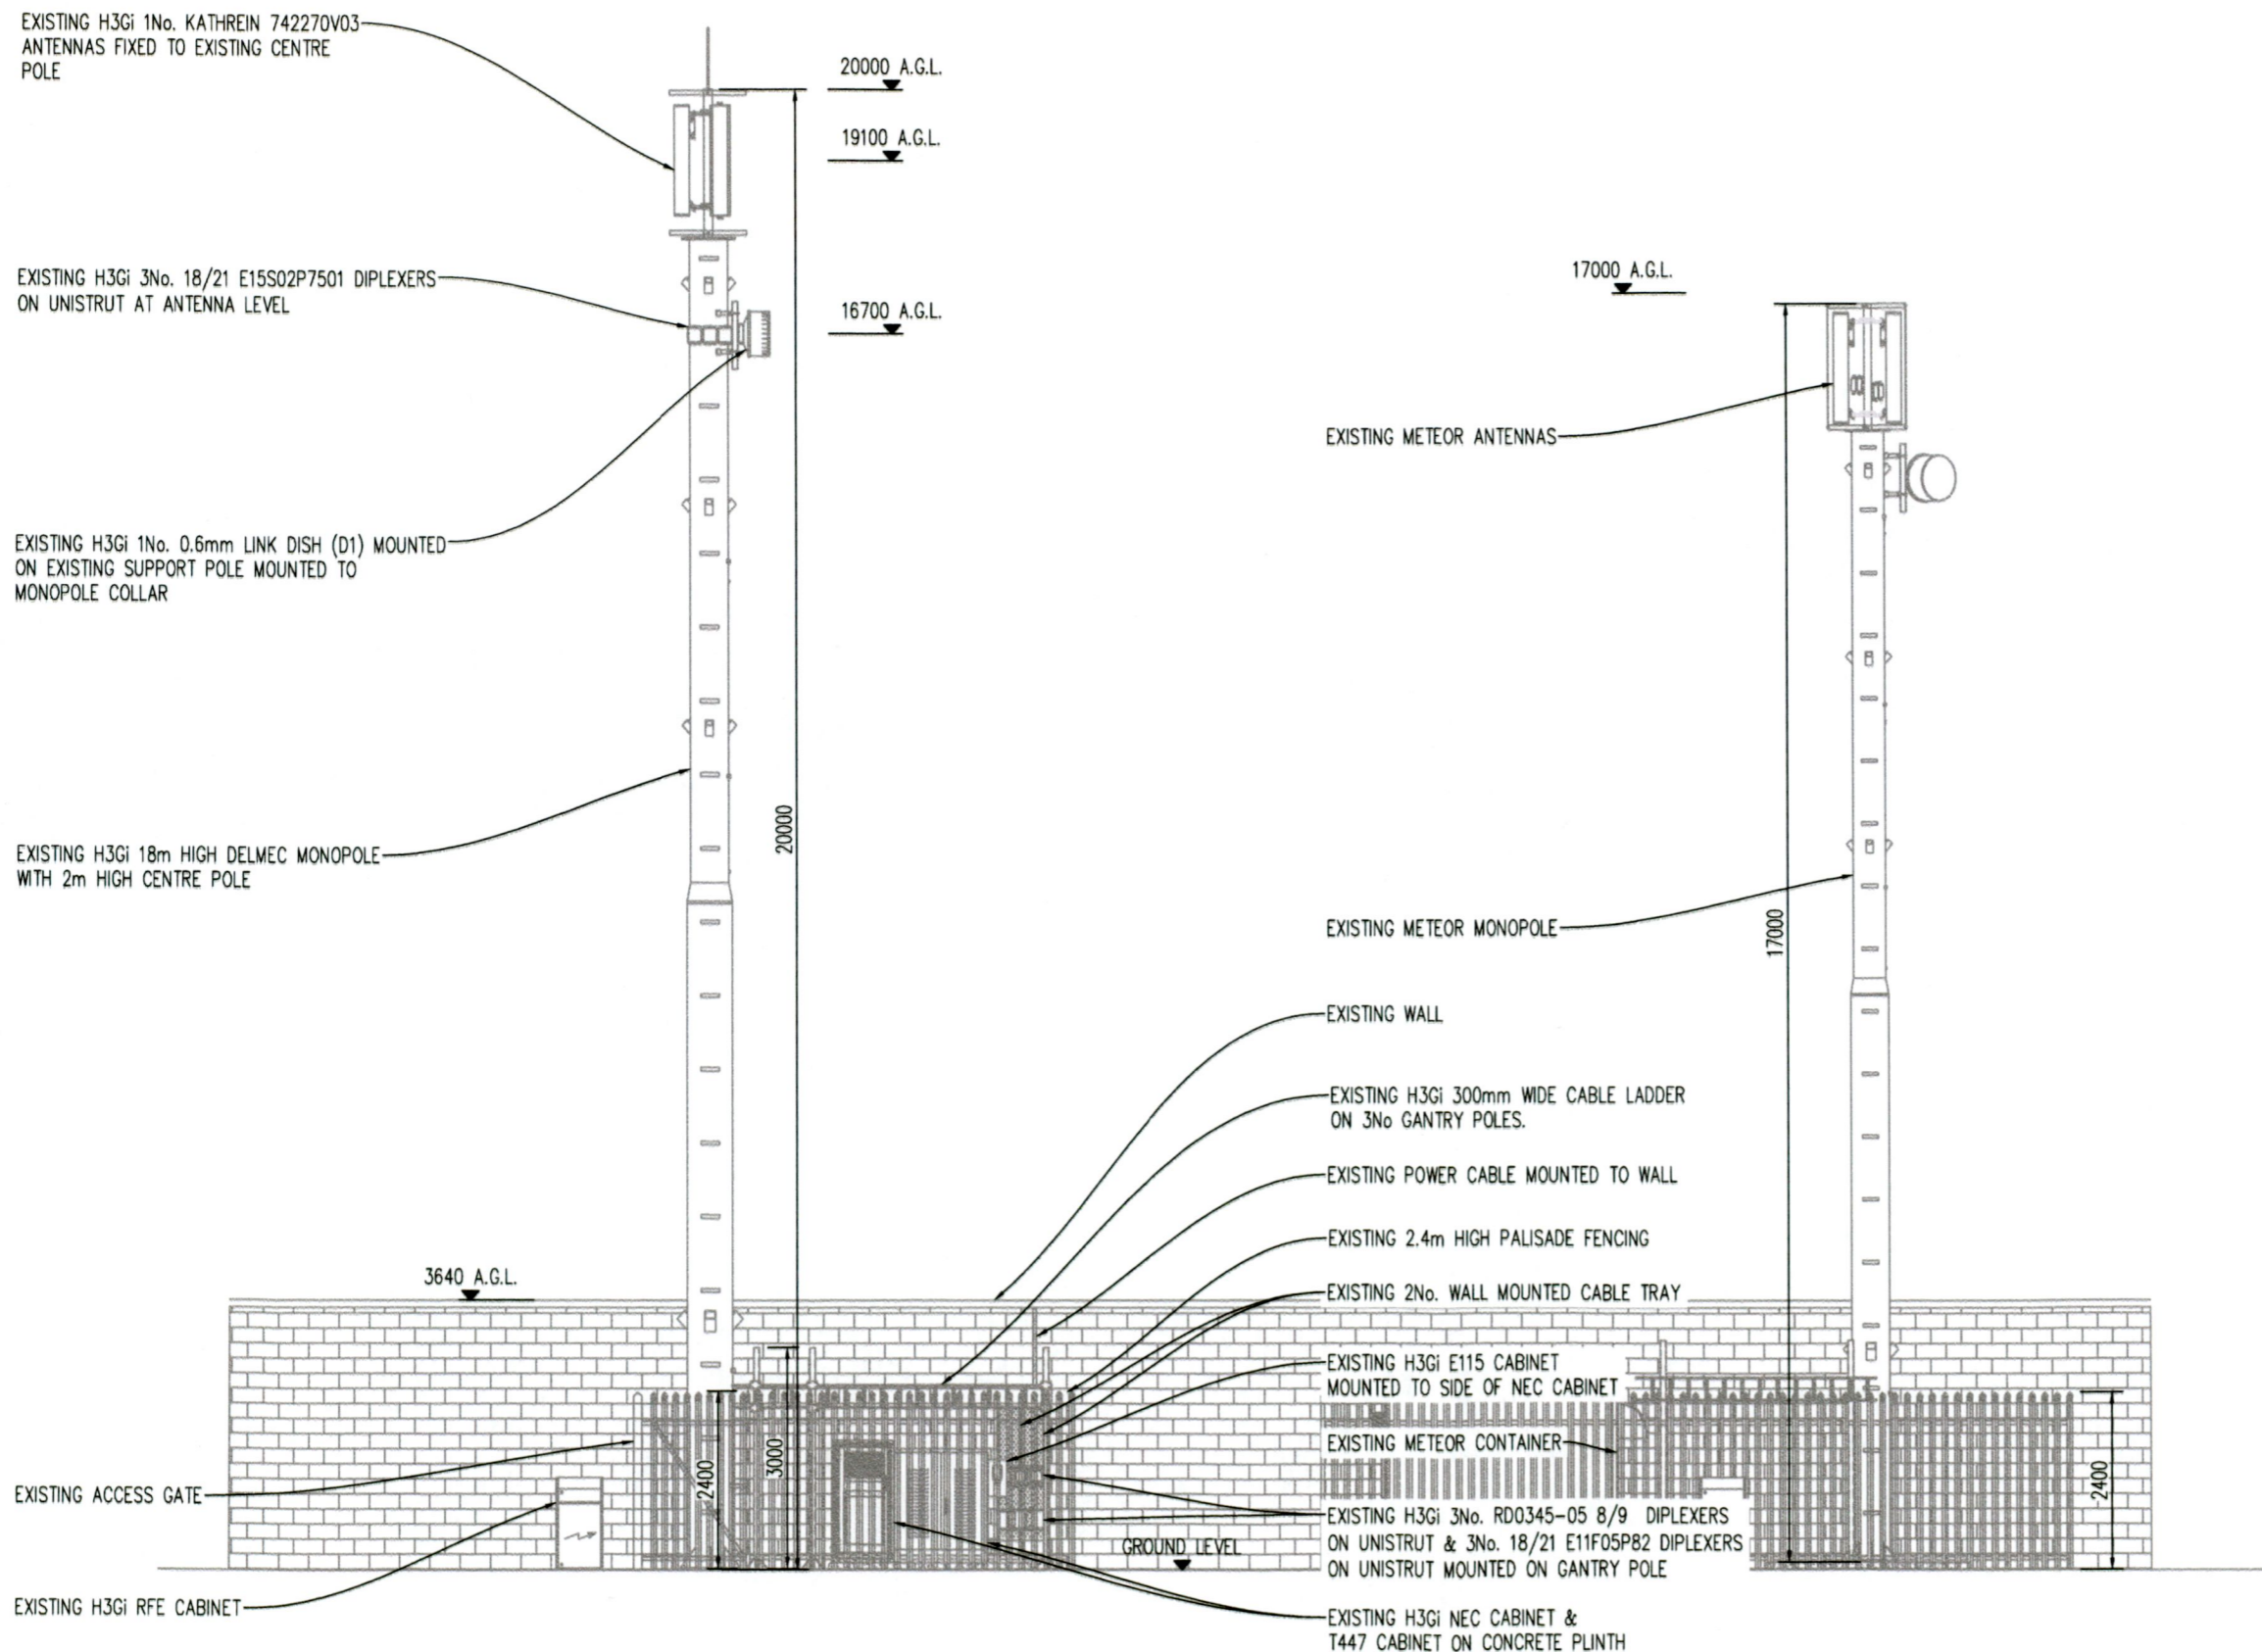 EXISTING H3Gi 1No. KATHREIN 742270V03
ANTENNAS FIXED TO EXISTING CENTRE
POLE
20000 A.G.L.
19100 A.G.L.
EXISTING H3Gi 3No. 18/21 E15S02P7501 DIPLEXERS
ON UNISTRUT AT ANTENNA LEVEL
16700 A.G.L.
17000 A.G.L.
EXISTING METEOR ANTENNAS
EXISTING H3Gi 1No. 0.6mm LINK DISH (D1) MOUNTED
ON EXISTING SUPPORT POLE MOUNTED TO
MONOPOLE COLLAR
20000
EXISTING H3Gi 18m HIGH DELMEC MONOPOLE
WITH 2m HIGH CENTRE POLE
EXISTING METEOR MONOPOLE
17000
EXISTING WALL
EXISTING H3Gi 300mm WIDE CABLE LADDER
ON 3No GANTRY POLES.
EXISTING POWER CABLE MOUNTED TO WALL
EXISTING 2.4m HIGH PALISADE FENCING
3640 A.G.L.
EXISTING 2No. WALL MOUNTED CABLE TRAY
EXISTING H3Gi E115 CABINET
MOUNTED TO SIDE OF NEC CABINET
EXISTING METEOR CONTAINER
2400
3000
2400
EXISTING ACCESS GATE
EXISTING H3Gi 3No. RD0345-05 8/9 DIPLEXERS
ON UNISTRUT & 3No. 18/21 E11F05P82 DIPLEXERS
ON UNISTRUT MOUNTED ON GANTRY POLE
GROUND LEVEL
EXISTING H3Gi RFE CABINET
EXISTING H3Gi NEC CABINET &
T447 CABINET ON CONCRETE PLINTH